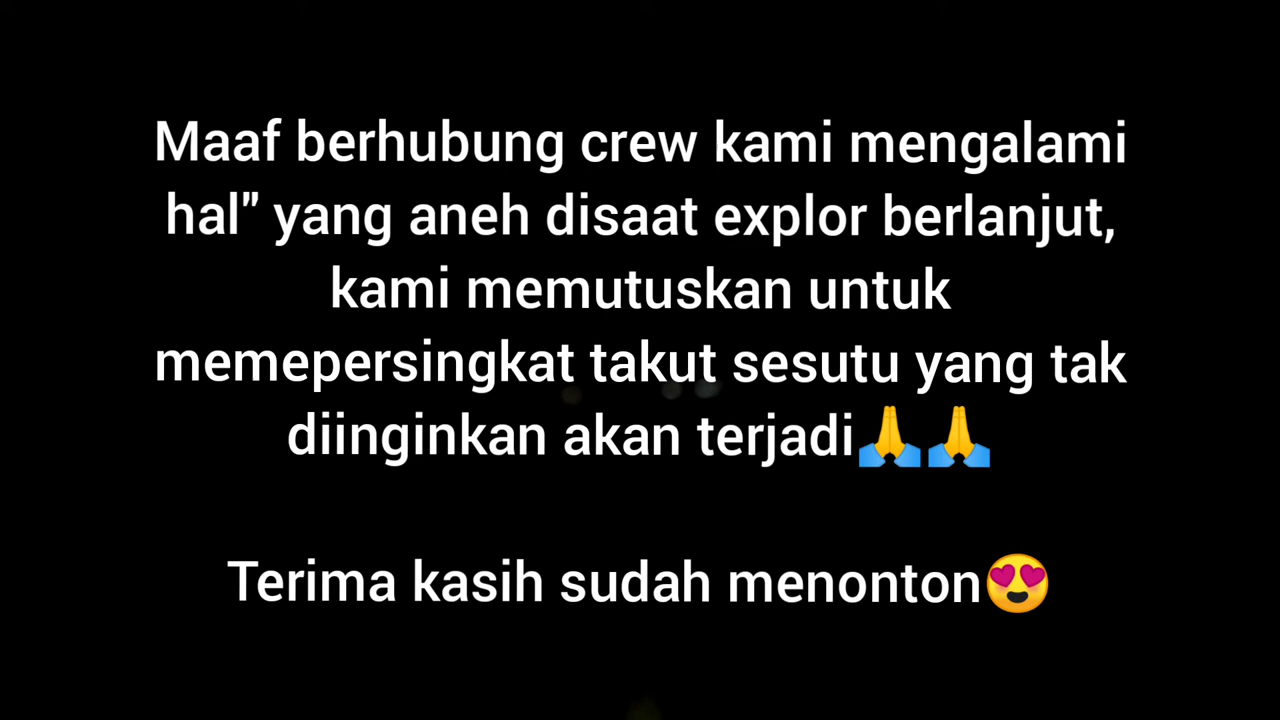 Maaf berhubung crew kami mengalami
hal" yang aneh disaat explor berlanjut,
kami memutuskan untuk
memepersingkat takut sesutu yang tak
diinginkan akan terjadi🙏🙏
Terima kasih sudah menonton😍